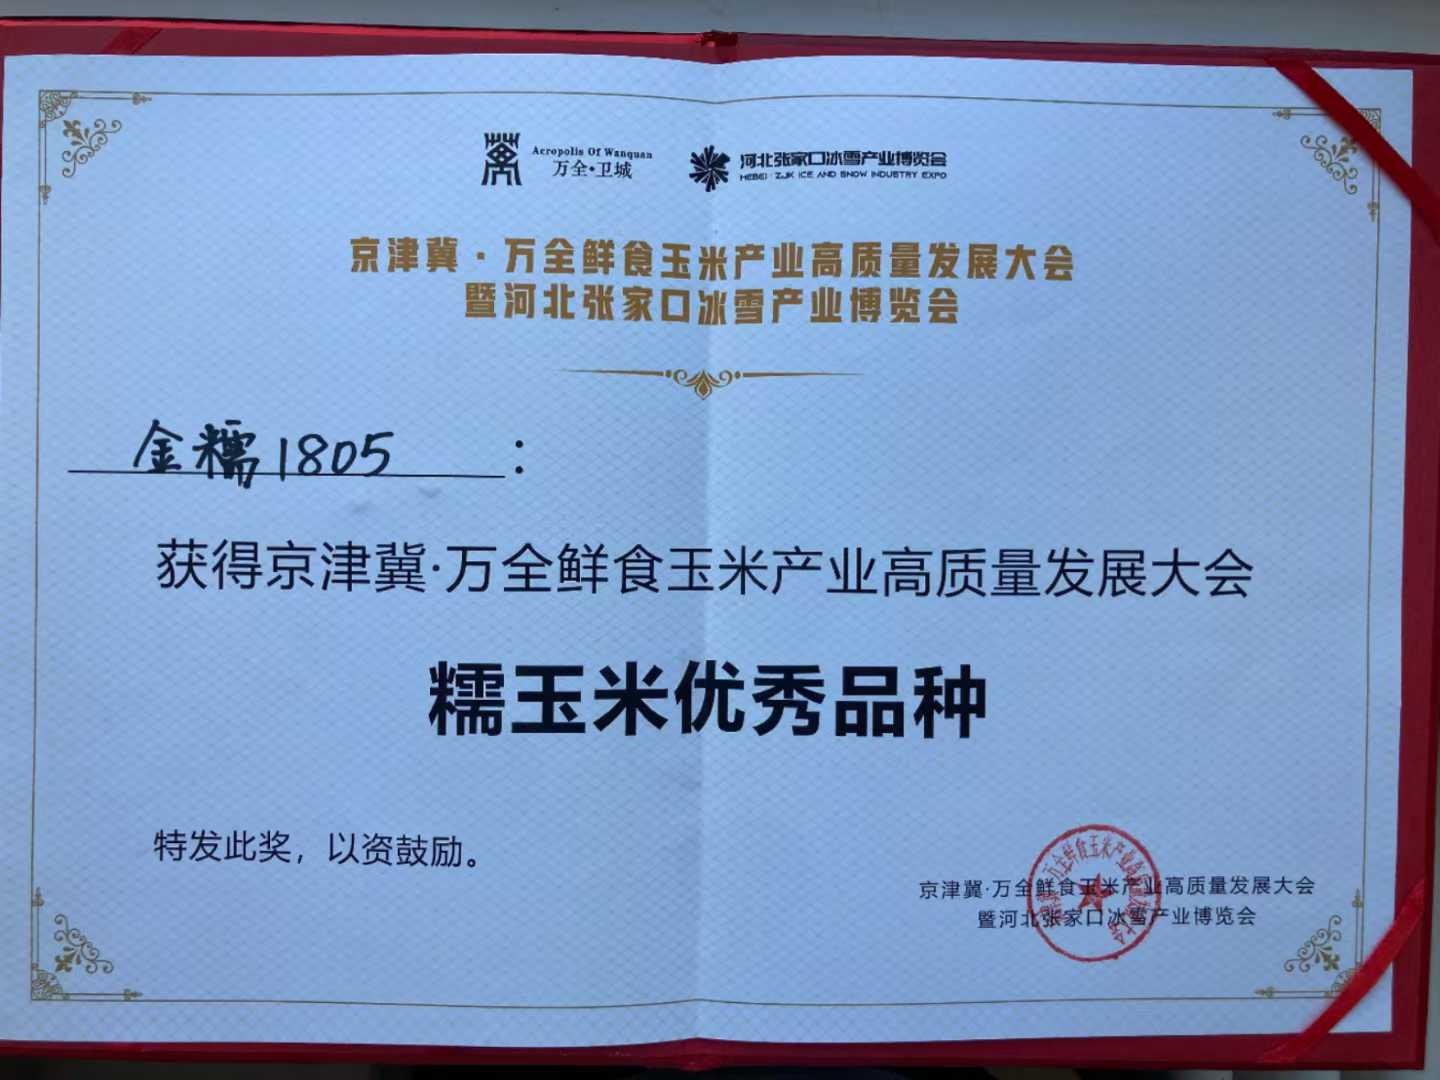 Acropolis Of Wanquan
万全·卫城
河北张家口冰雪产业博览会
HEBEI · ZJK ICE AND SNOW INDUSTRY EXPO
京津冀·万全鲜食玉米产业高质量发展大会
暨河北张家口冰雪产业博览会
金糯1805：
获得京津冀·万全鲜食玉米产业高质量发展大会
糯玉米优秀品种
特发此奖，以资鼓励。
京津冀·万全鲜食玉米产业高质量发展大会
暨河北张家口冰雪产业博览会